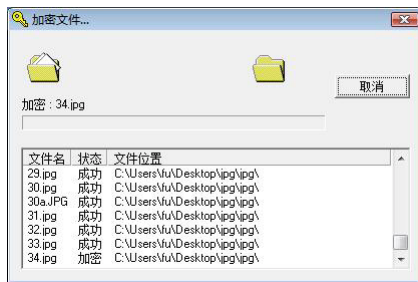 加密文件...
取消
加密 : 34.jpg
文件名 状态 文件位置
29.jpg 成功 C:\Users\fu\Desktop\jpg\jpg\
30.jpg 成功 C:\Users\fu\Desktop\jpg\jpg\
30a.JPG 成功 C:\Users\fu\Desktop\jpg\jpg\
31.jpg 成功 C:\Users\fu\Desktop\jpg\jpg\
32.jpg 成功 C:\Users\fu\Desktop\jpg\jpg\
33.jpg 成功 C:\Users\fu\Desktop\jpg\jpg\
34.jpg 加密 C:\Users\fu\Desktop\jpg\jpg\